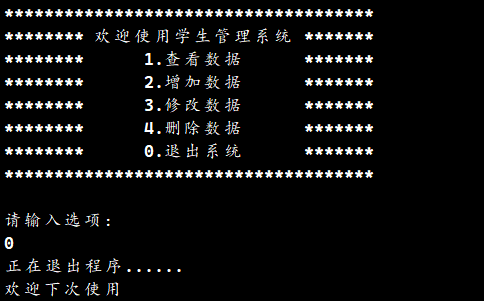 *************************************
******** 欢迎使用学生管理系统 *******
********      1.查看数据      *******
********      2.增加数据      *******
********      3.修改数据      *******
********      4.删除数据      *******
********      0.退出系统      *******
*************************************
请输入选项:
0
正在退出程序......
欢迎下次使用